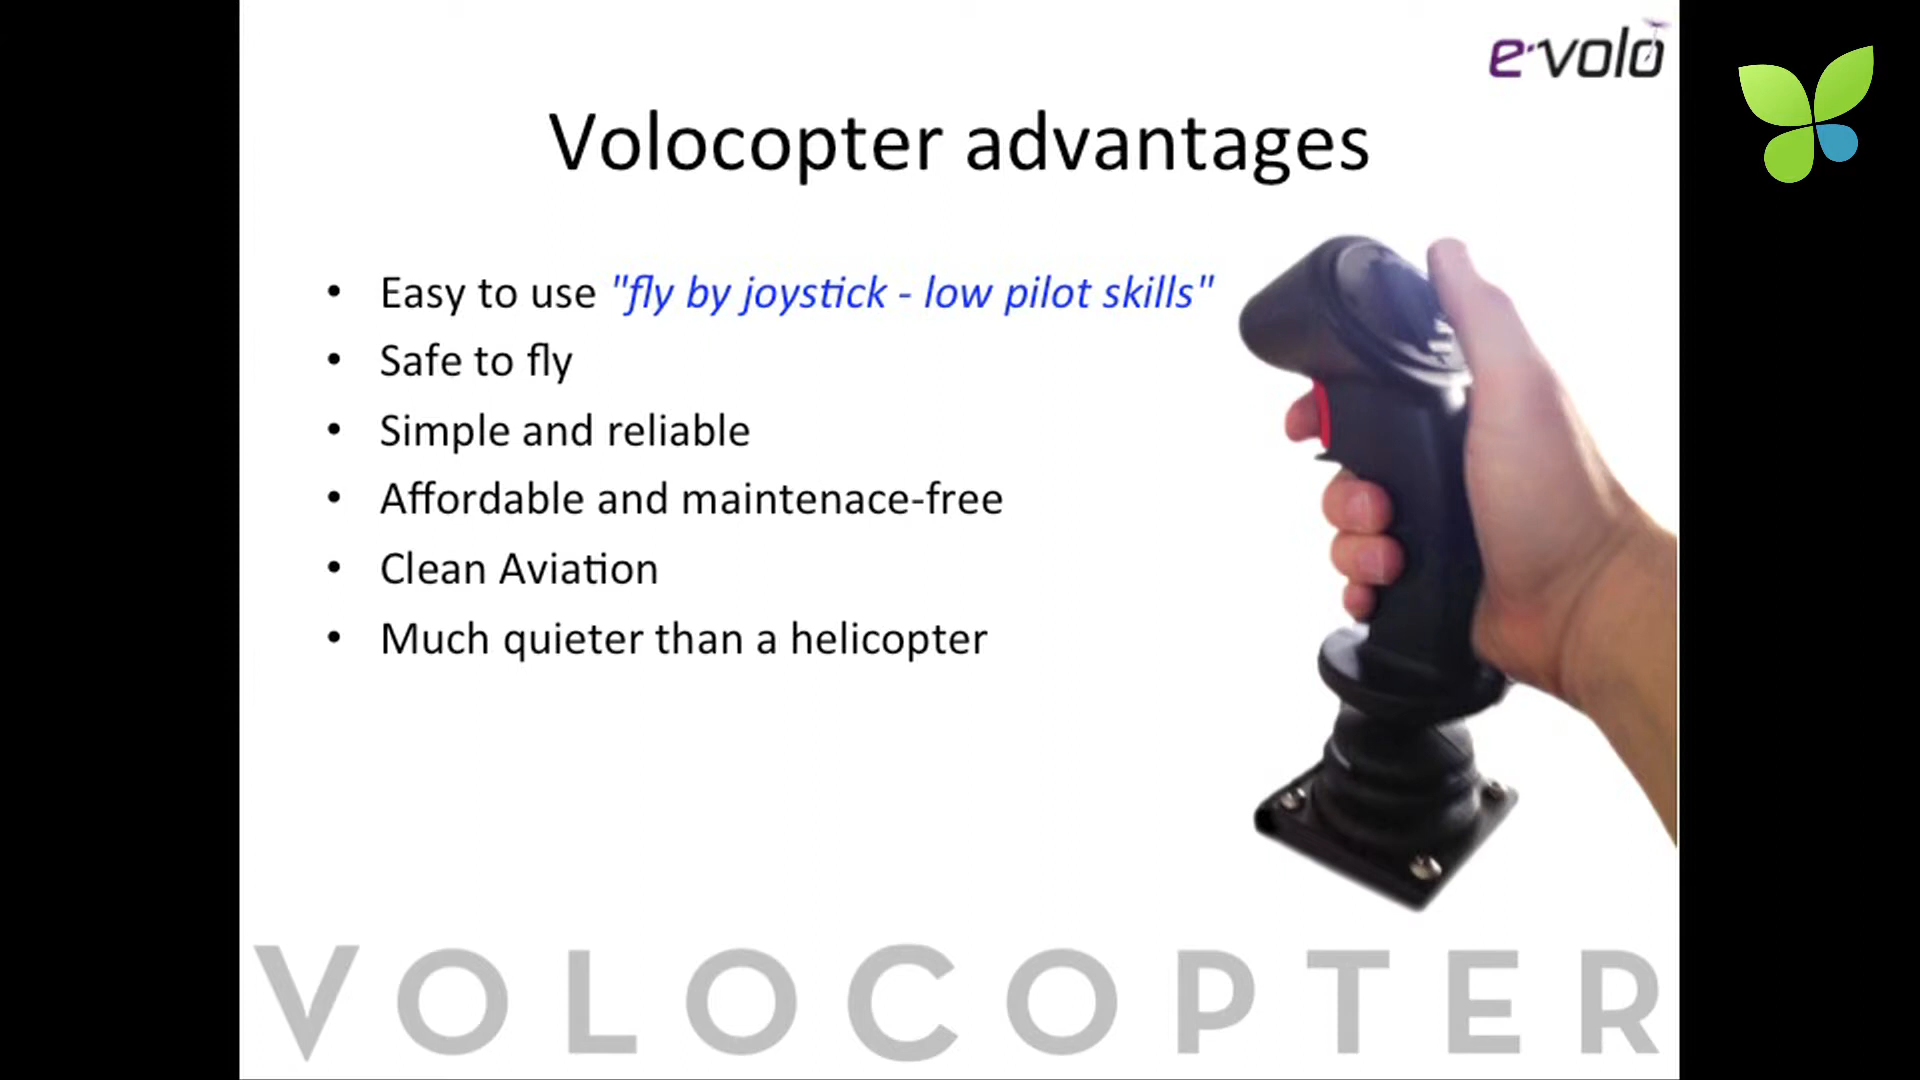 e-volo
Volocopter advantages
• Easy to use "fly by joystick - low pilot skills"
• Safe to fly
• Simple and reliable
• Affordable and maintenace-free
• Clean Aviation
• Much quieter than a helicopter
VOLOCOPTER